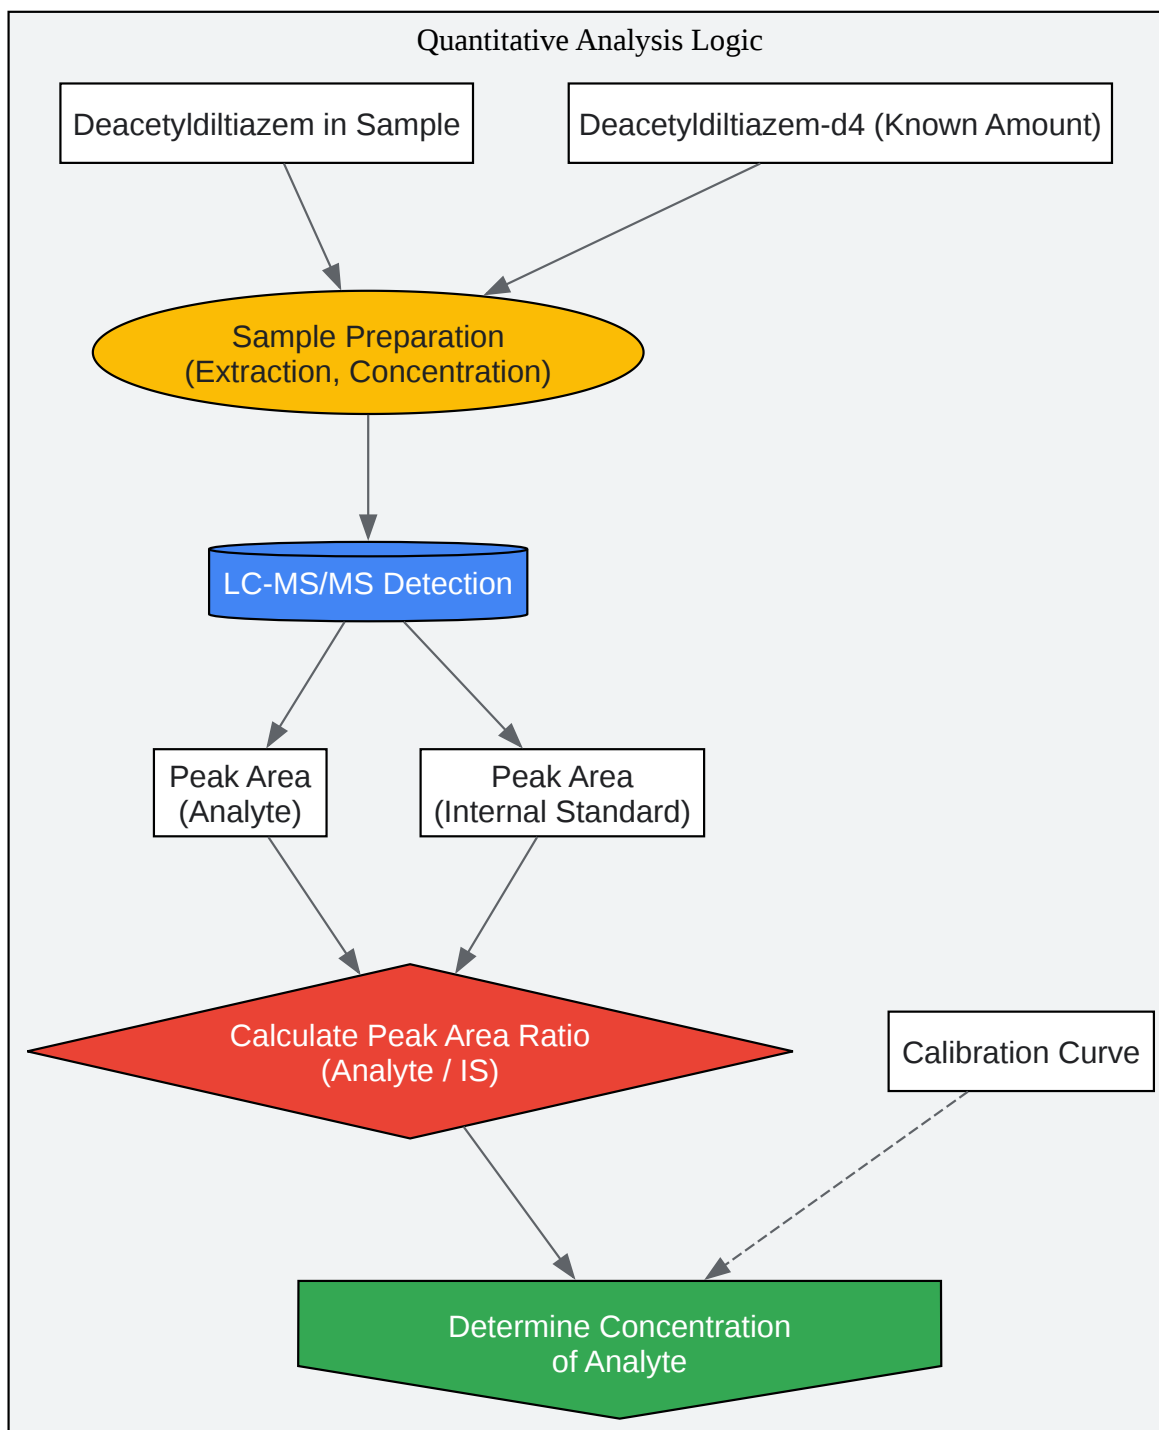 Quantitative Analysis Logic
Deacetyldiltiazem in Sample
Deacetyldiltiazem-d4 (Known Amount)
Sample Preparation
(Extraction, Concentration)
LC-MS/MS Detection
Peak Area
(Analyte)
Peak Area
(Internal Standard)
Calculate Peak Area Ratio
(Analyte / IS)
Calibration Curve
Determine Concentration
of Analyte